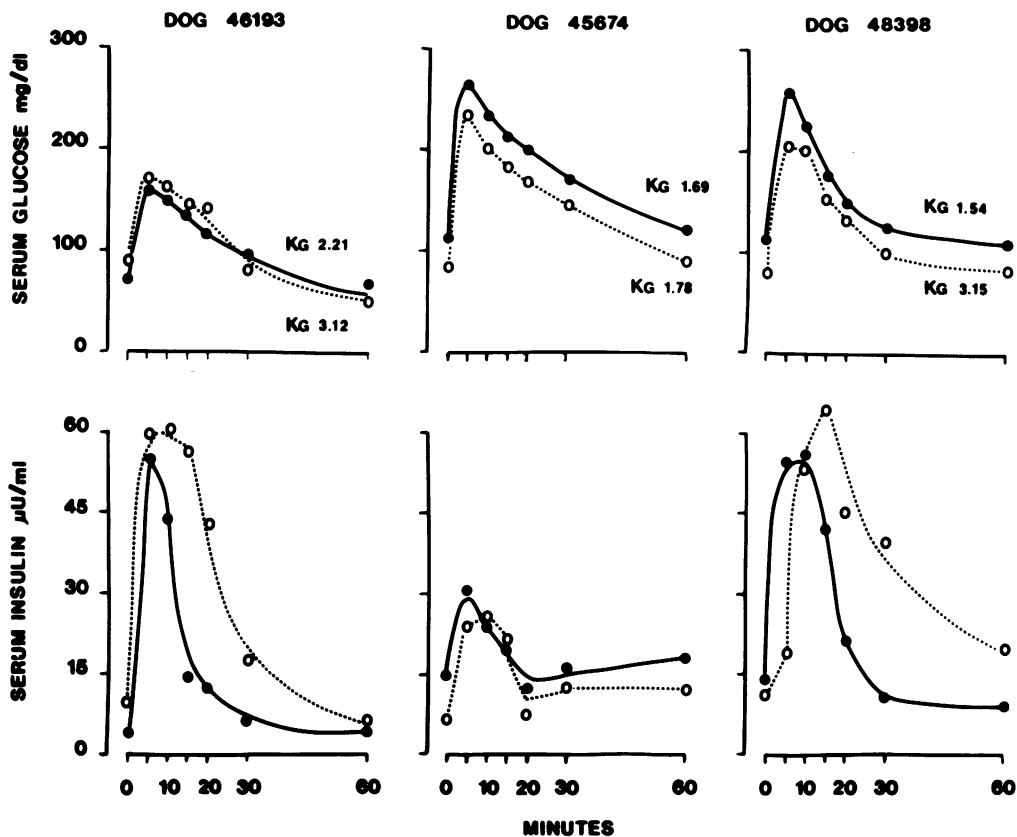 DOG 46193
DOG 45674
DOG 48398
SERUM GLUCOSE mg/dl
300
200
100
0
KG 2.21
KG 3.12
KG 1.69
KG 1.78
KG 1.54
KG 3.15
SERUM INSULIN µU/ml
60
45
30
15
0
0 10 20 30 60
0 10 20 30 60
0 10 20 30 60
MINUTES